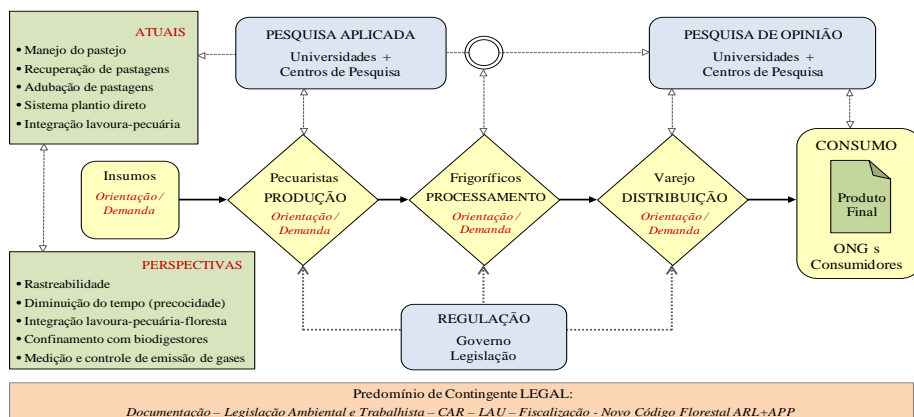 ATUAIS
• Manejo do pastejo
• Recuperação de pastagens
• Adubação de pastagens
• Sistema plantio direto
• Integração lavoura-pecuária
PESQUISA APLICADA
Universidades +
Centros de Pesquisa
PESQUISA DE OPINIÃO
Universidades +
Centros de Pesquisa
Insumos
Orientação /
Demanda
Pecuaristas
PRODUÇÃO
Orientação /
Demanda
Frigoríficos
PROCESSAMENTO
Orientação /
Demanda
Varejo
DISTRIBUIÇÃO
Orientação /
Demanda
CONSUMO
Produto
Final
ONG s
Consumidores
PERSPECTIVAS
• Rastreabilidade
• Diminuição do tempo (precocidade)
• Integração lavoura-pecuária-floresta
• Confinamento com biodigestores
• Medição e controle de emissão de gases
REGULAÇÃO
Governo
Legislação
Predomínio de Contingente LEGAL:
Documentação – Legislação Ambiental e Trabalhista – CAR – LAU – Fiscalização - Novo Código Florestal ARL+APP